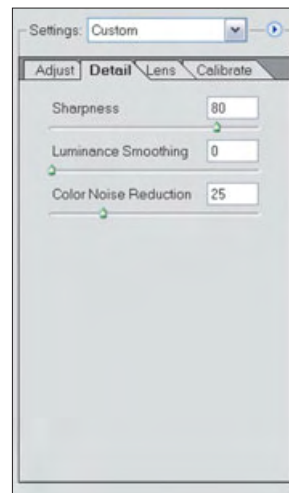 Settings: Custom
Adjust Detail Lens Calibrate
Sharpness 80
Luminance Smoothing 0
Color Noise Reduction 25